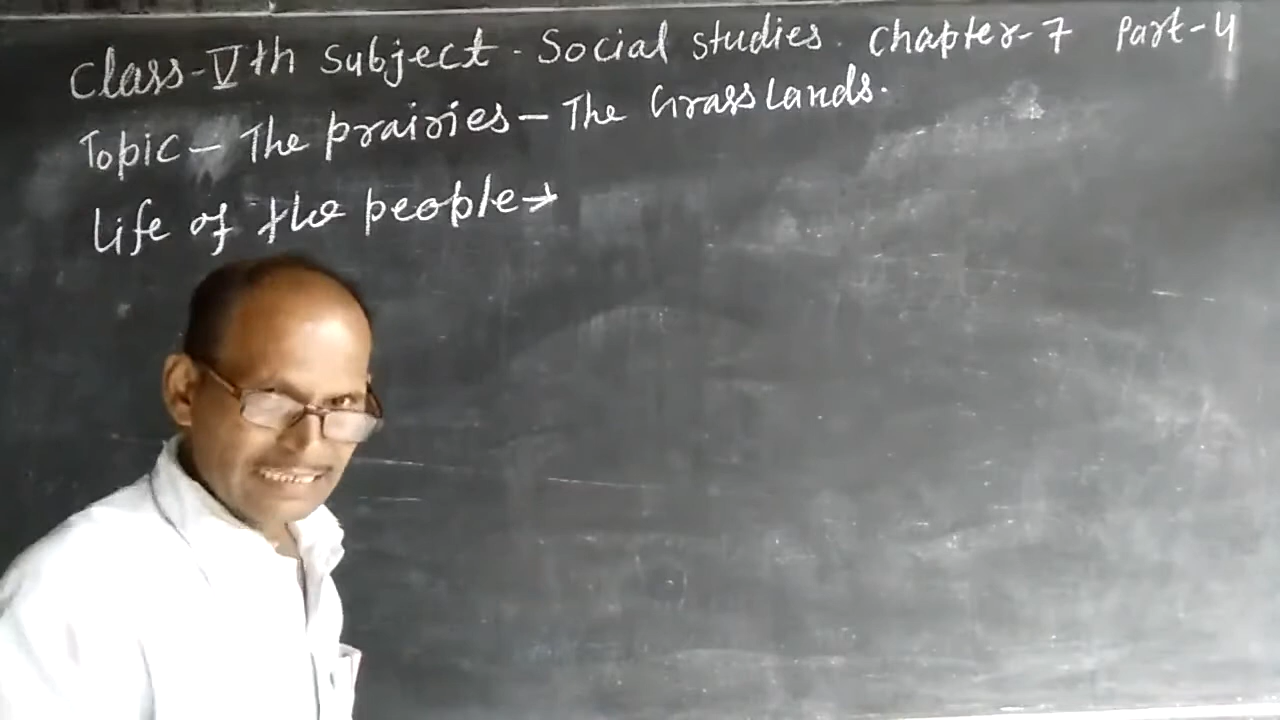 Class-Vth Subject - Social studies. Chapter-7 Part-4
Topic - The prairies - The Grass Lands.
Life of the people→